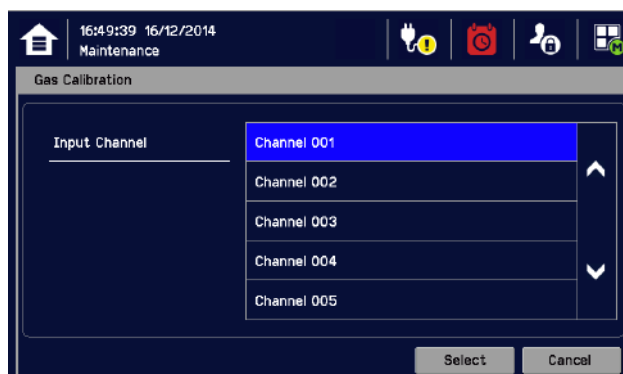 16:49:39 16/12/2014
Maintenance
Gas Calibration
Input Channel
Channel 001
Channel 002
Channel 003
Channel 004
Channel 005
Select
Cancel